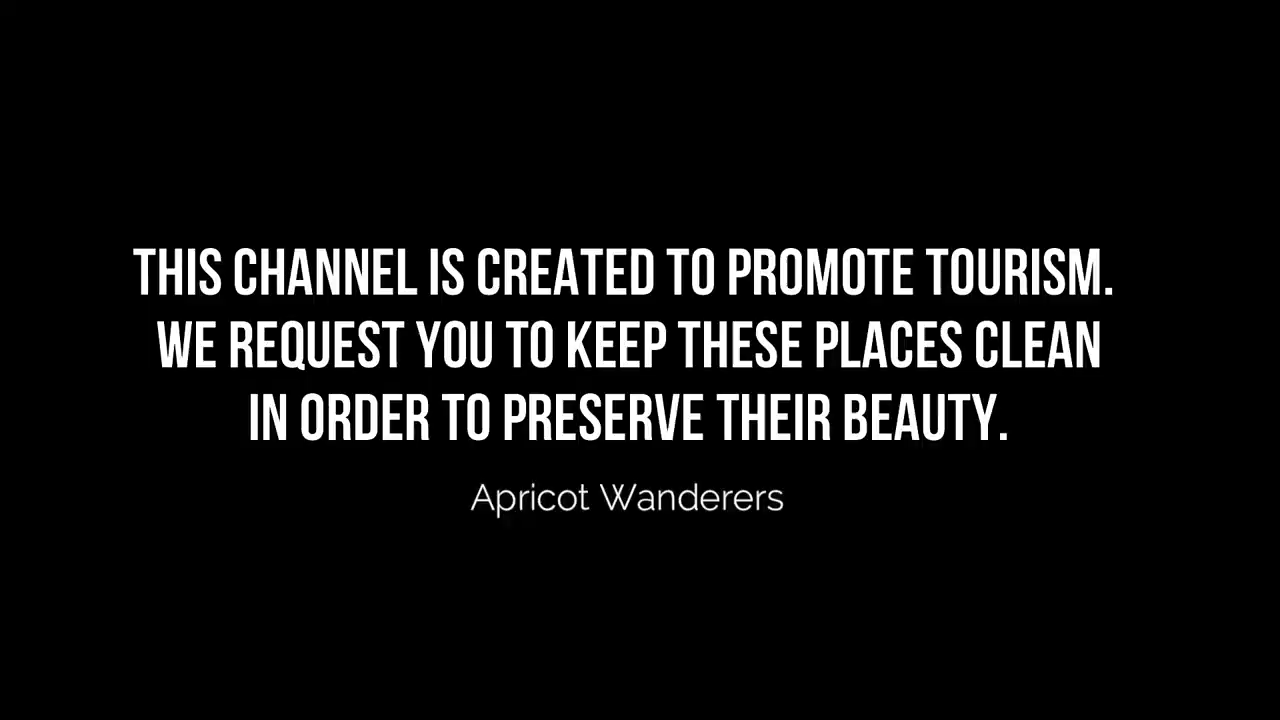 THIS CHANNEL IS CREATED TO PROMOTE TOURISM.
WE REQUEST YOU TO KEEP THESE PLACES CLEAN
IN ORDER TO PRESERVE THEIR BEAUTY.
Apricot Wanderers